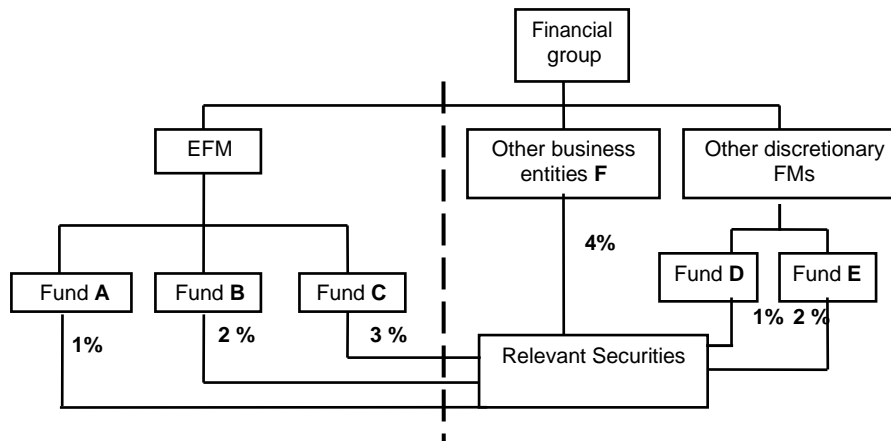 Financial
group
EFM
Other business
entities F
Other discretionary
FMs
4%
Fund A
Fund B
Fund C
Fund D
Fund E
1%
2 %
3 %
1%
2 %
Relevant Securities